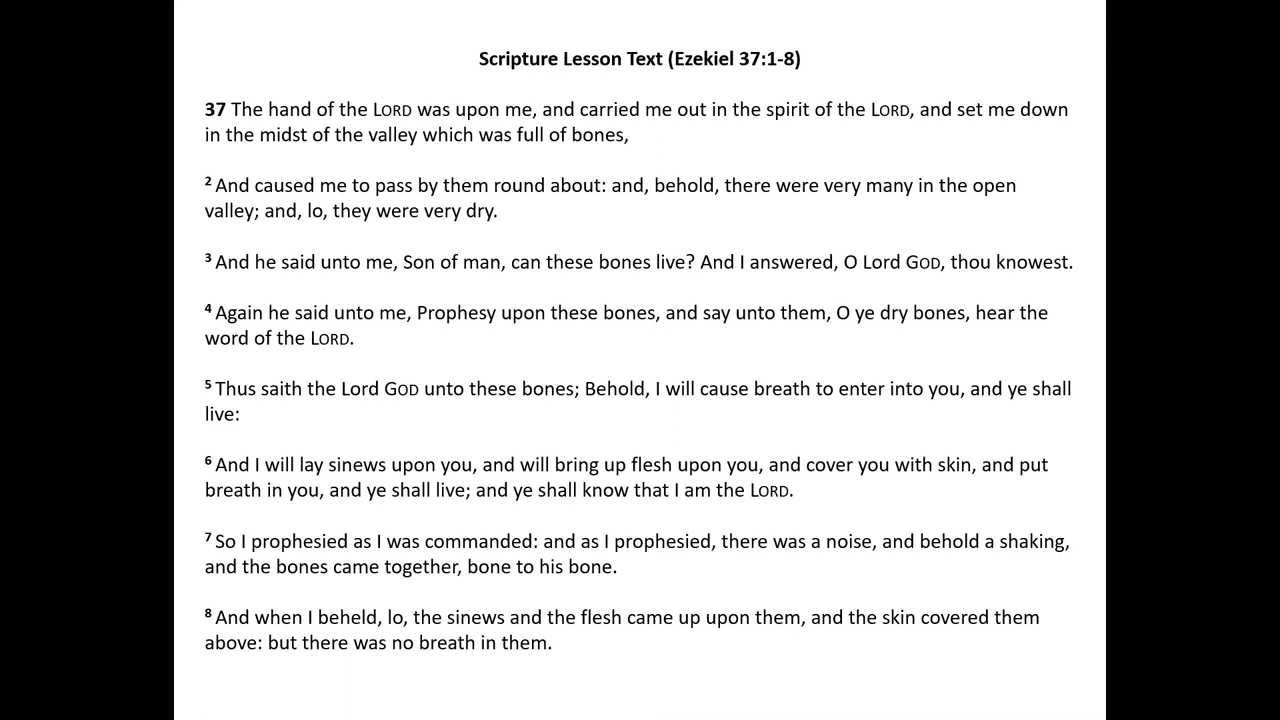 Scripture Lesson Text (Ezekiel 37:1-8)
37 The hand of the LORD was upon me, and carried me out in the spirit of the LORD, and set me down
in the midst of the valley which was full of bones,
2 And caused me to pass by them round about: and, behold, there were very many in the open
valley; and, lo, they were very dry.
3 And he said unto me, Son of man, can these bones live? And I answered, O Lord GOD, thou knowest.
4 Again he said unto me, Prophesy upon these bones, and say unto them, O ye dry bones, hear the
word of the LORD.
5 Thus saith the Lord GOD unto these bones; Behold, I will cause breath to enter into you, and ye shall
live:
6 And I will lay sinews upon you, and will bring up flesh upon you, and cover you with skin, and put
breath in you, and ye shall live; and ye shall know that I am the LORD.
7 So I prophesied as I was commanded: and as I prophesied, there was a noise, and behold a shaking,
and the bones came together, bone to his bone.
8 And when I beheld, lo, the sinews and the flesh came up upon them, and the skin covered them
above: but there was no breath in them.